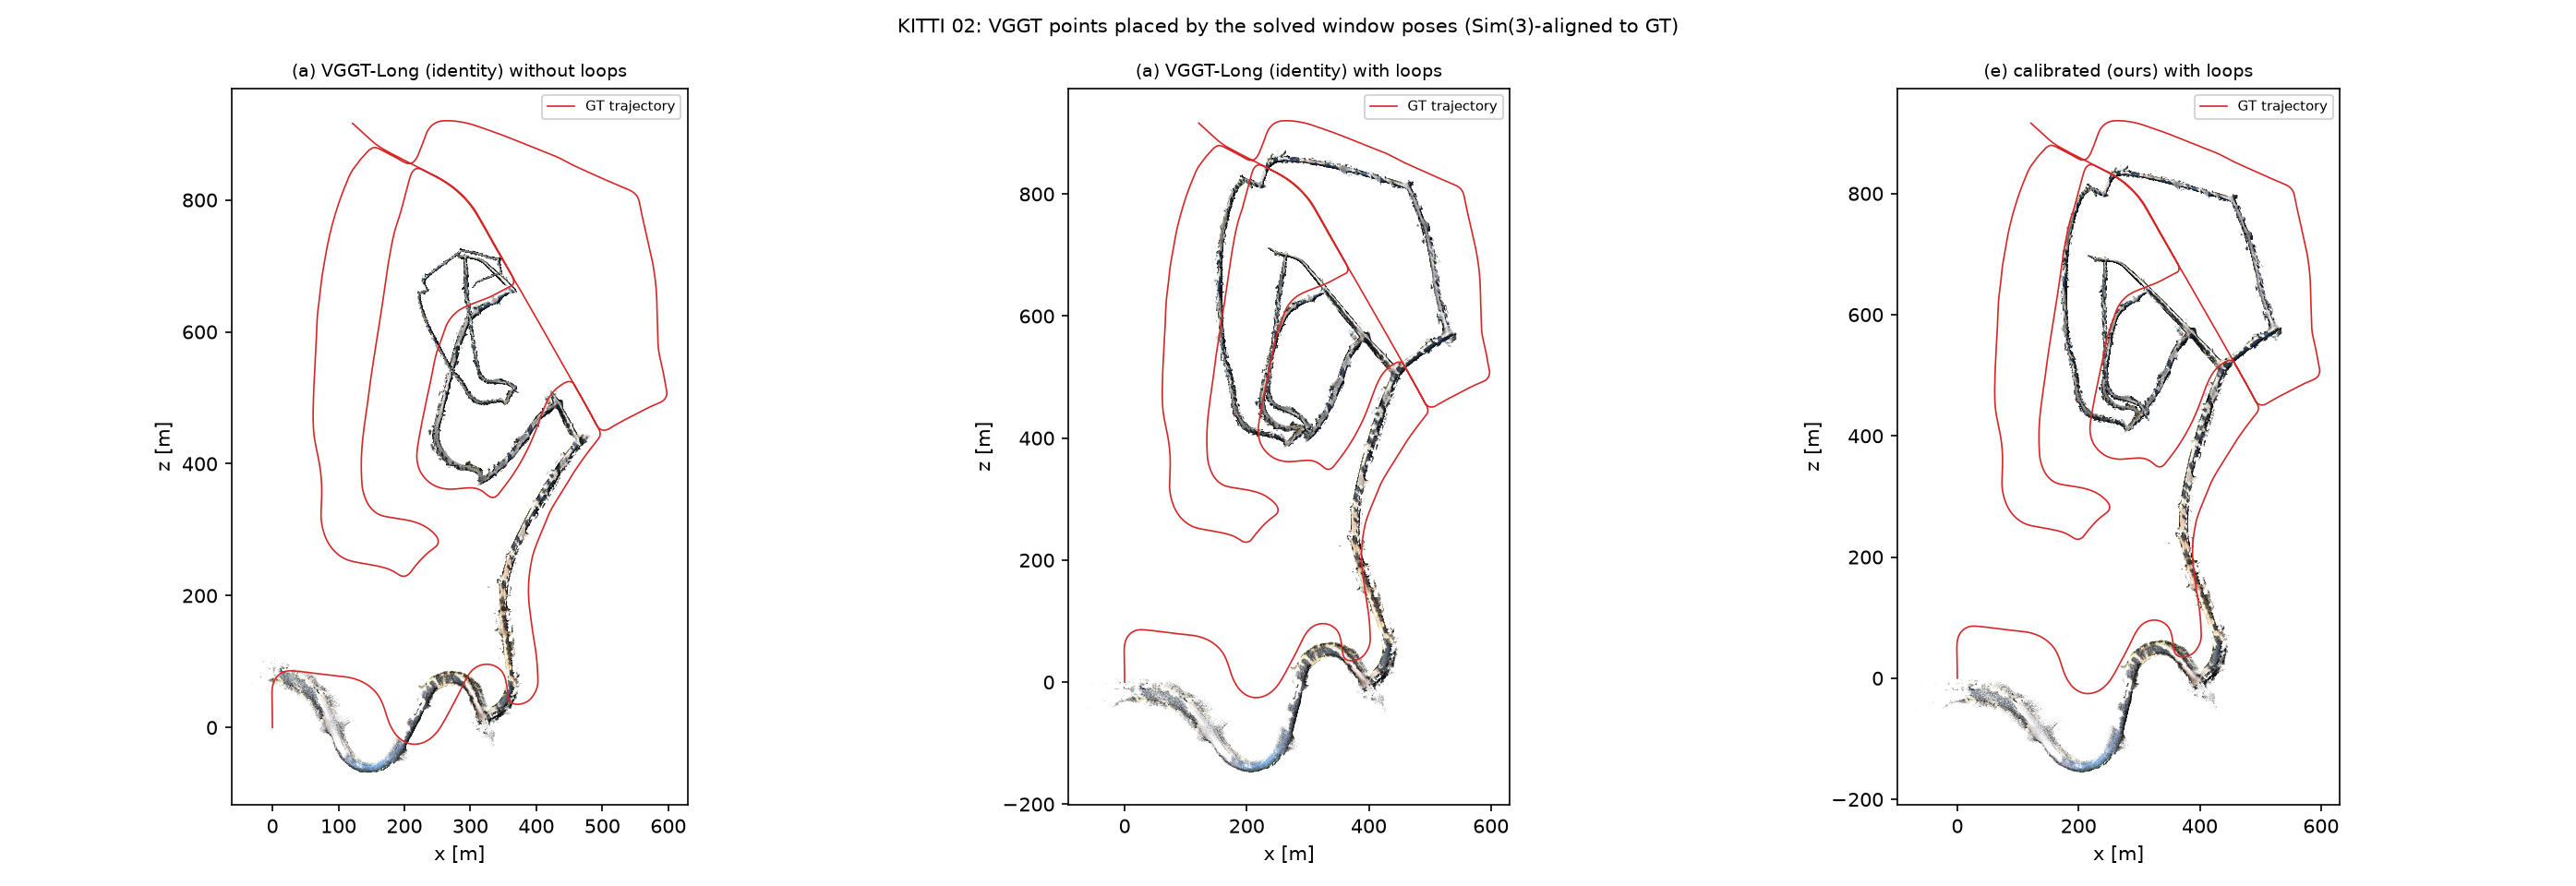 KITTI 02: VGGT points placed by the solved window poses (Sim(3)-aligned to GT)
(a) VGGT-Long (identity) without loops
GT trajectory
800
600
400
200
0
z [m]
0 100 200 300 400 500 600
x [m]
(a) VGGT-Long (identity) with loops
GT trajectory
800
600
400
200
0
−200
z [m]
0 200 400 600
x [m]
(e) calibrated (ours) with loops
GT trajectory
800
600
400
200
0
−200
z [m]
0 200 400 600
x [m]